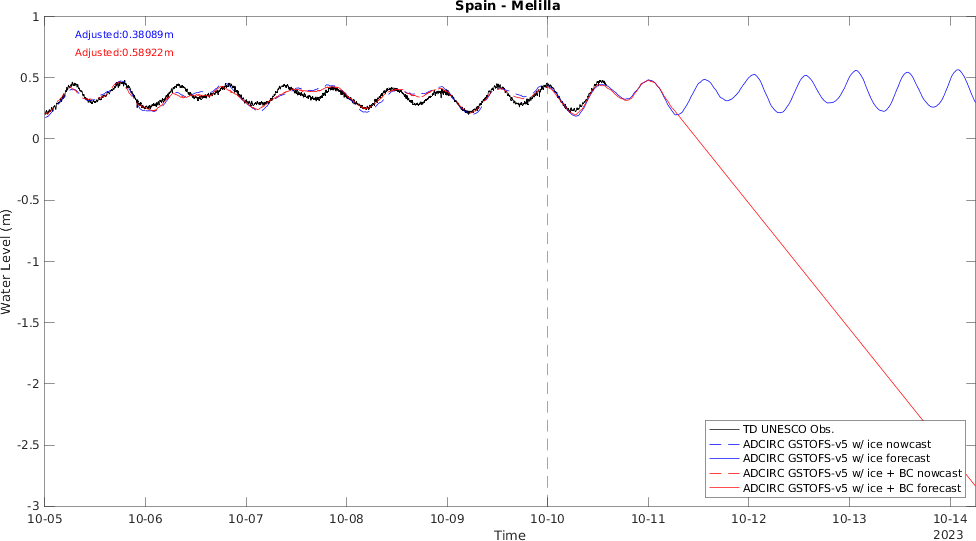 Spain - Melilla
Adjusted:0.38089m
Adjusted:0.58922m
1
0.5
0
-0.5
-1
-1.5
-2
-2.5
-3
Water Level (m)
10-05 10-06 10-07 10-08 10-09 10-10 10-11 10-12 10-13 10-14
2023
Time
TD UNESCO Obs.
ADCIRC GSTOFS-v5 w/ ice nowcast
ADCIRC GSTOFS-v5 w/ ice forecast
ADCIRC GSTOFS-v5 w/ ice + BC nowcast
ADCIRC GSTOFS-v5 w/ ice + BC forecast